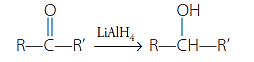 O OH
R—C—R′ LiAlH₄ R—CH—R′